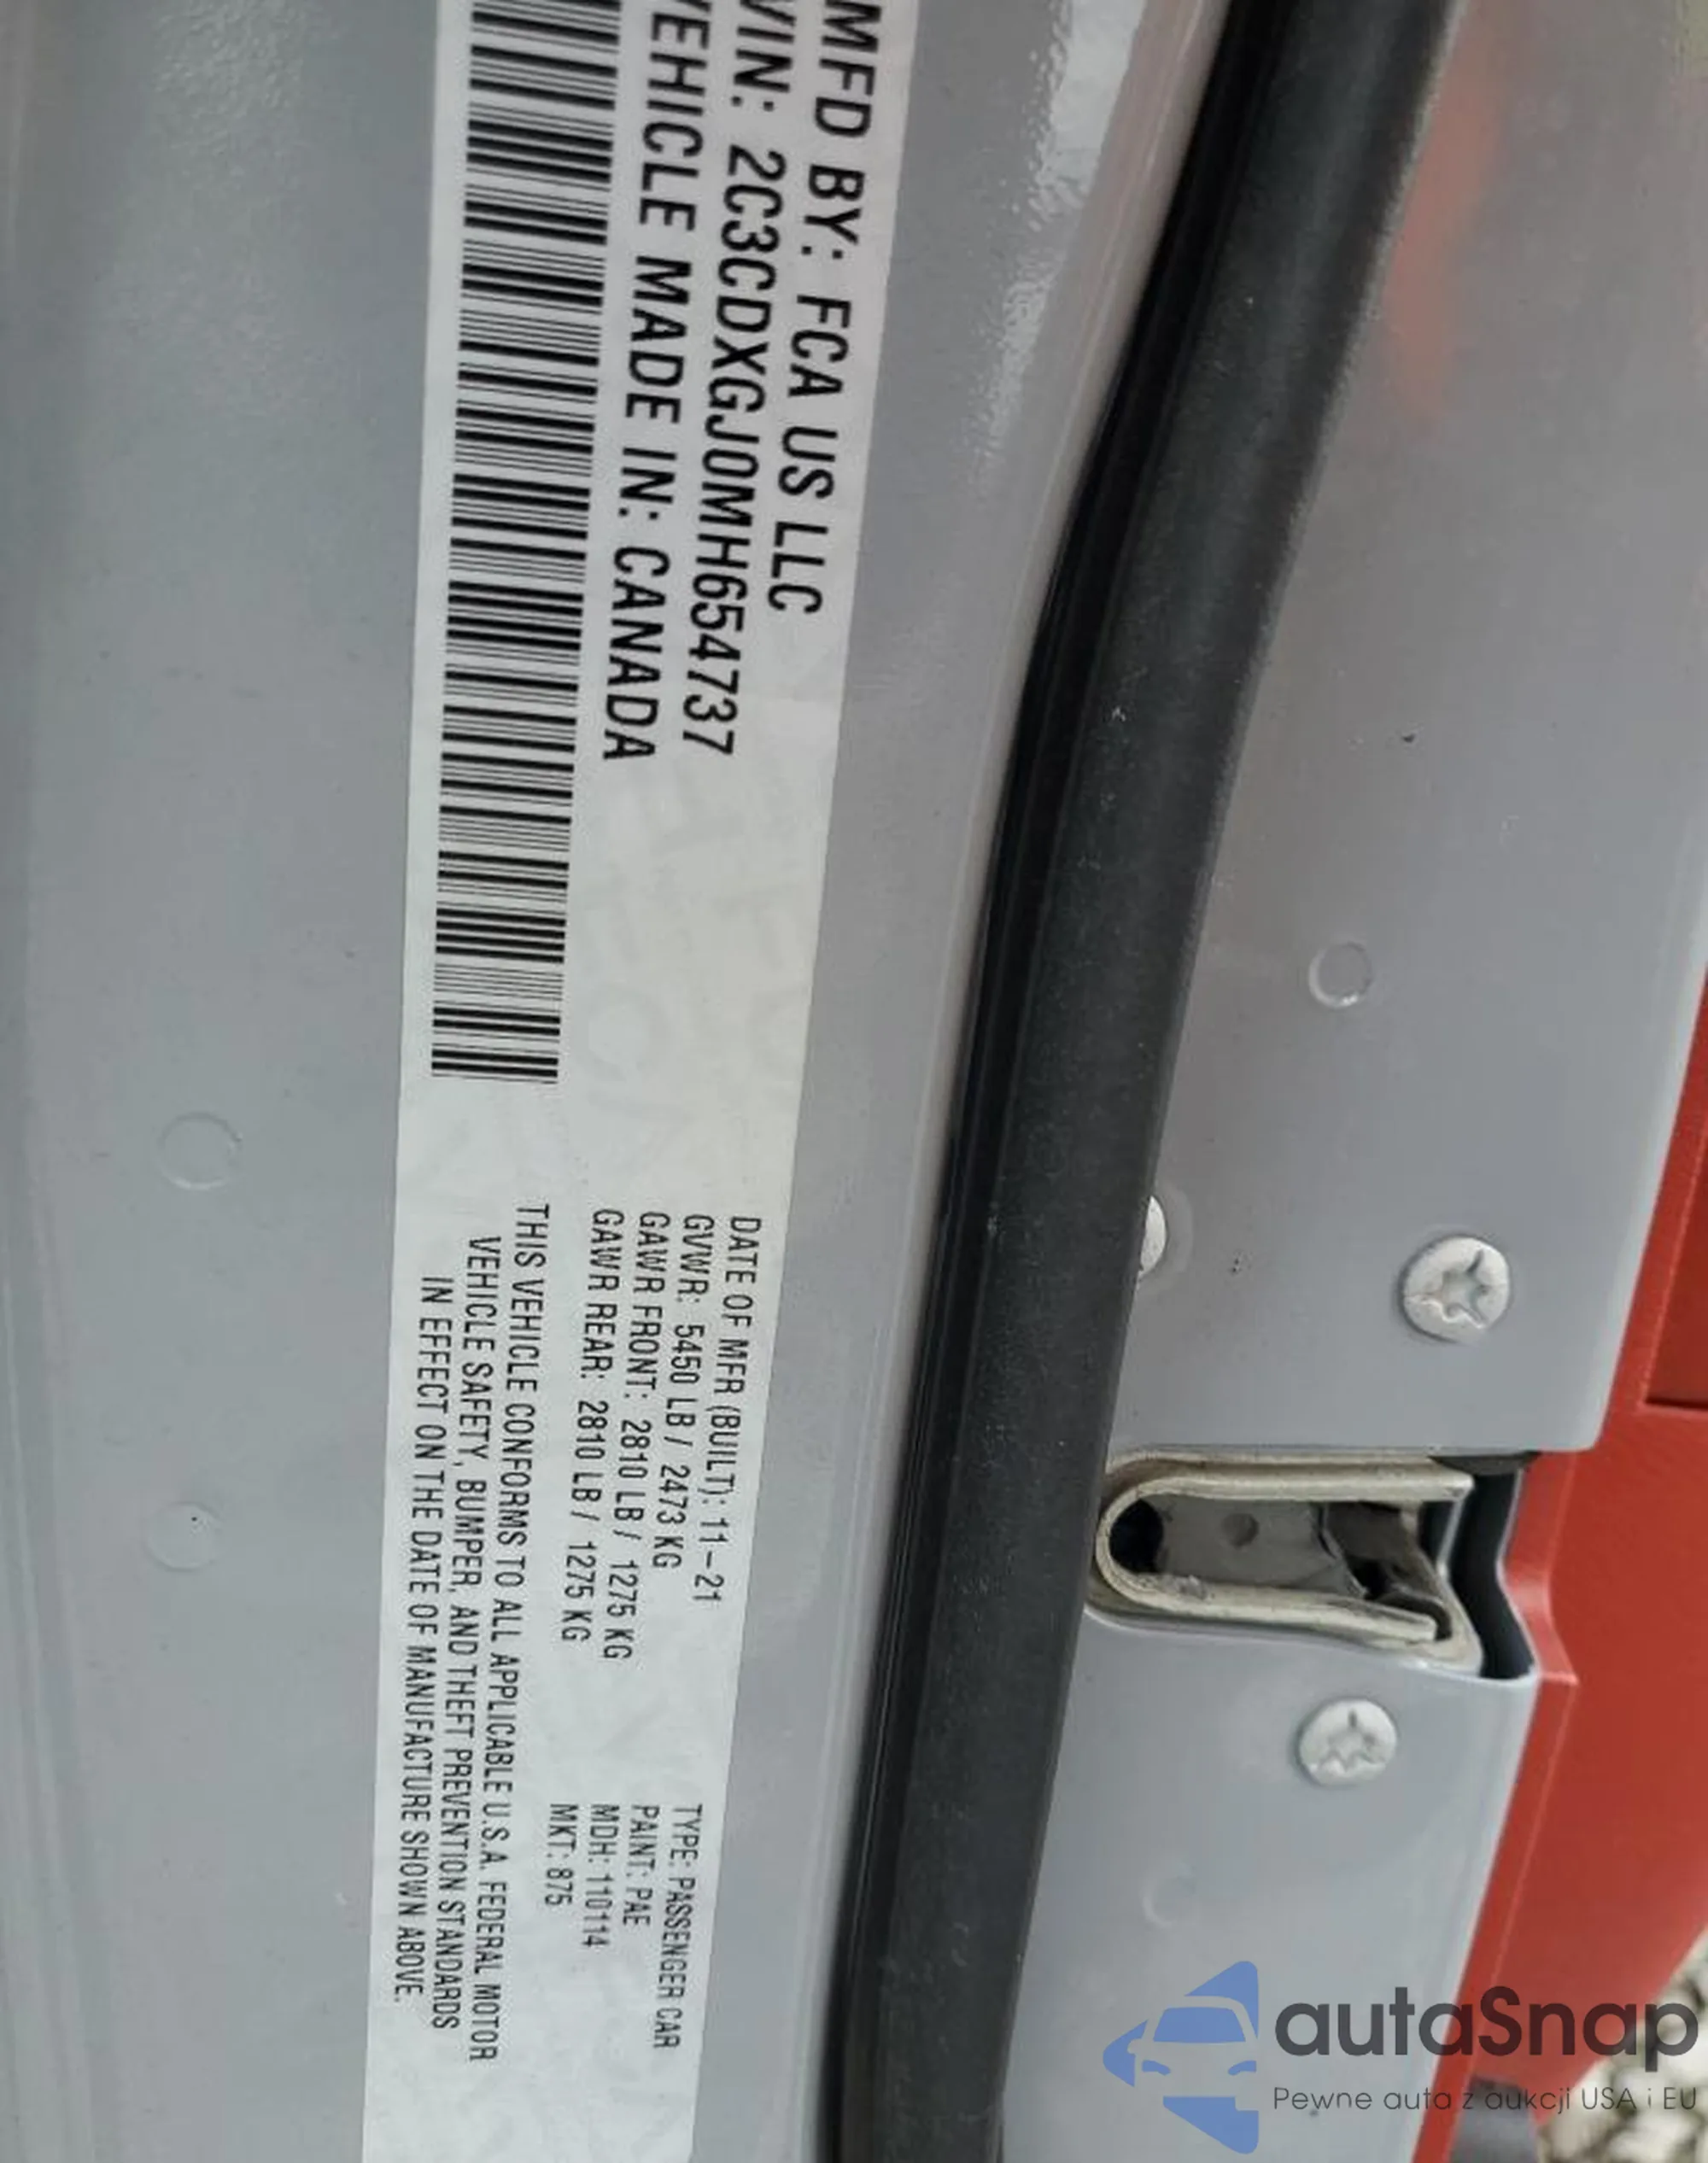 MFD BY: FCA US LLC
VIN: 2C3CDXGJ0MH654737
VEHICLE MADE IN: CANADA
DATE OF MFR (BUILT): 11-21
GVWR: 5450 LB / 2473 KG
GAWR FRONT: 2810 LB / 1275 KG
GAWR REAR: 2810 LB / 1275 KG
TYPE: PASSENGER CAR
PAINT: PAE
MDH: 110114
MKT: 875
THIS VEHICLE CONFORMS TO ALL APPLICABLE U.S.A. FEDERAL MOTOR
VEHICLE SAFETY, BUMPER, AND THEFT PREVENTION STANDARDS
IN EFFECT ON THE DATE OF MANUFACTURE SHOWN ABOVE.
autaSnap
Pewne auta z aukcji USA i EU